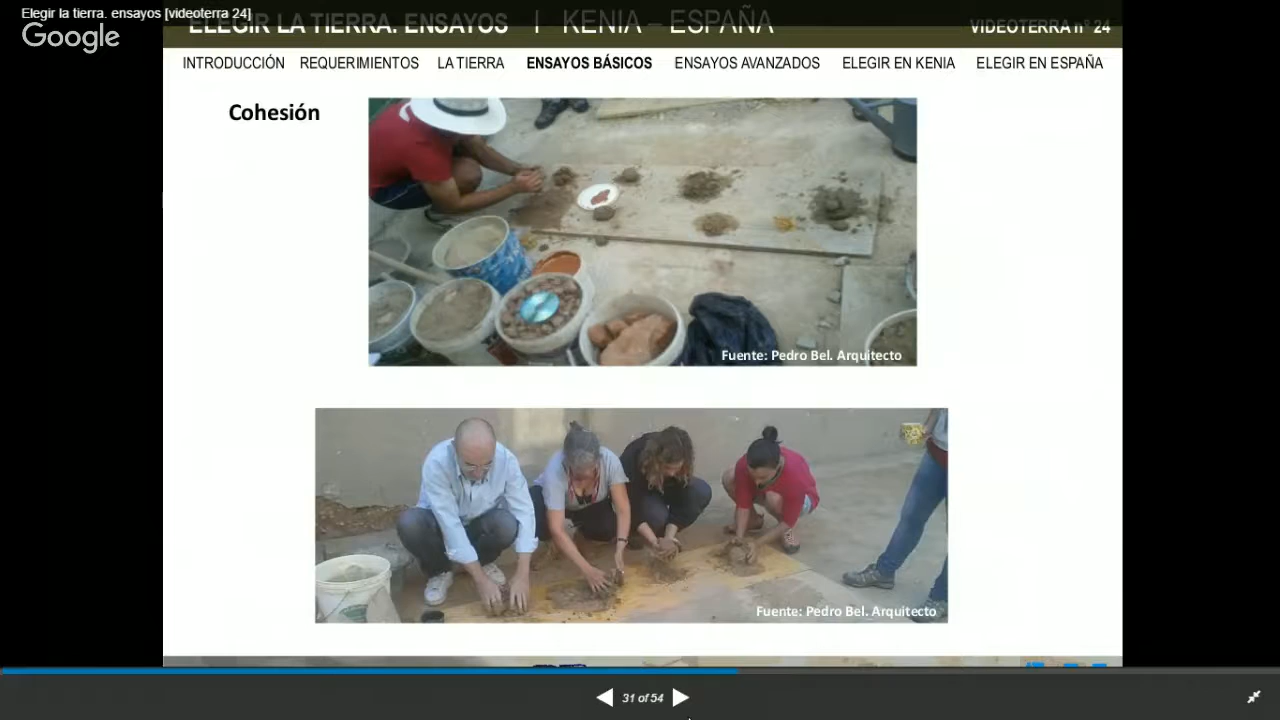 Elegir la tierra. ensayos [videoterra 24]
Google
ELEGIR LA TIERRA. ENSAYOS | KENIA – ESPAÑA
VIDEOTERRA nº 24
INTRODUCCIÓN REQUERIMIENTOS LA TIERRA ENSAYOS BÁSICOS ENSAYOS AVANZADOS ELEGIR EN KENIA ELEGIR EN ESPAÑA
Cohesión
Fuente: Pedro Bel. Arquitecto
Fuente: Pedro Bel. Arquitecto
31 of 54